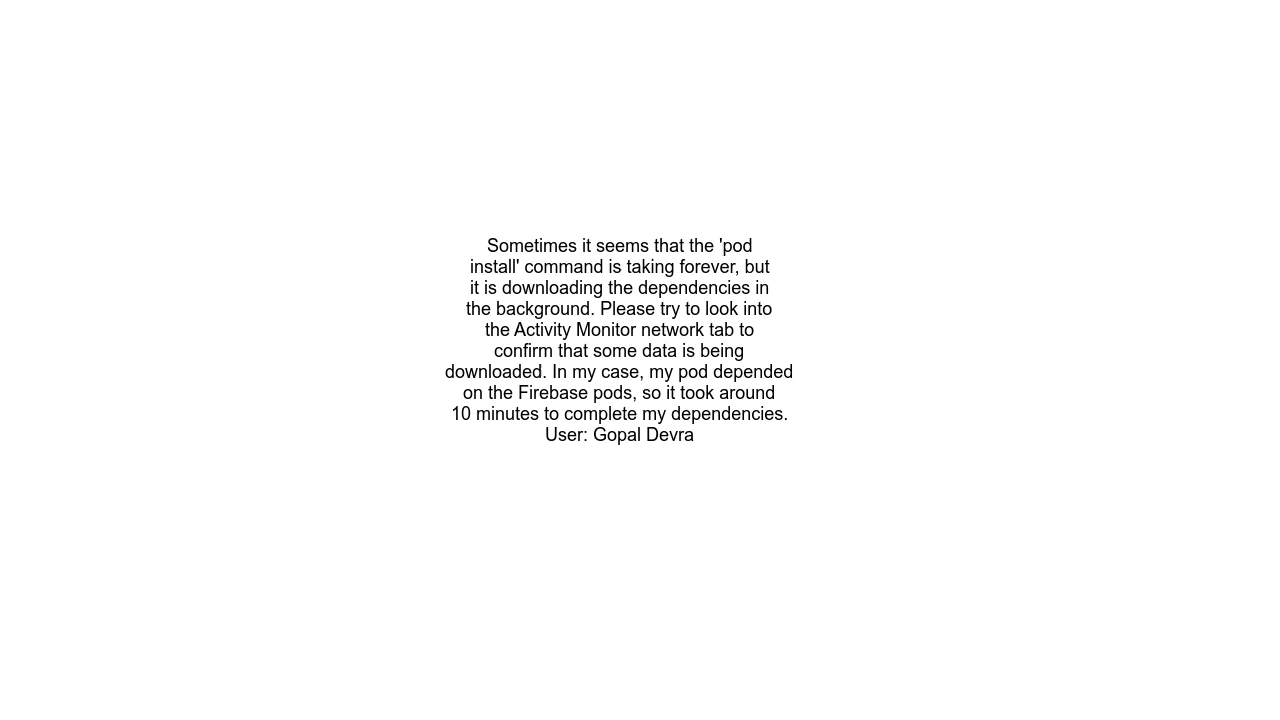 Sometimes it seems that the 'pod
install' command is taking forever, but
it is downloading the dependencies in
the background. Please try to look into
the Activity Monitor network tab to
confirm that some data is being
downloaded. In my case, my pod depended
on the Firebase pods, so it took around
10 minutes to complete my dependencies.
User: Gopal Devra